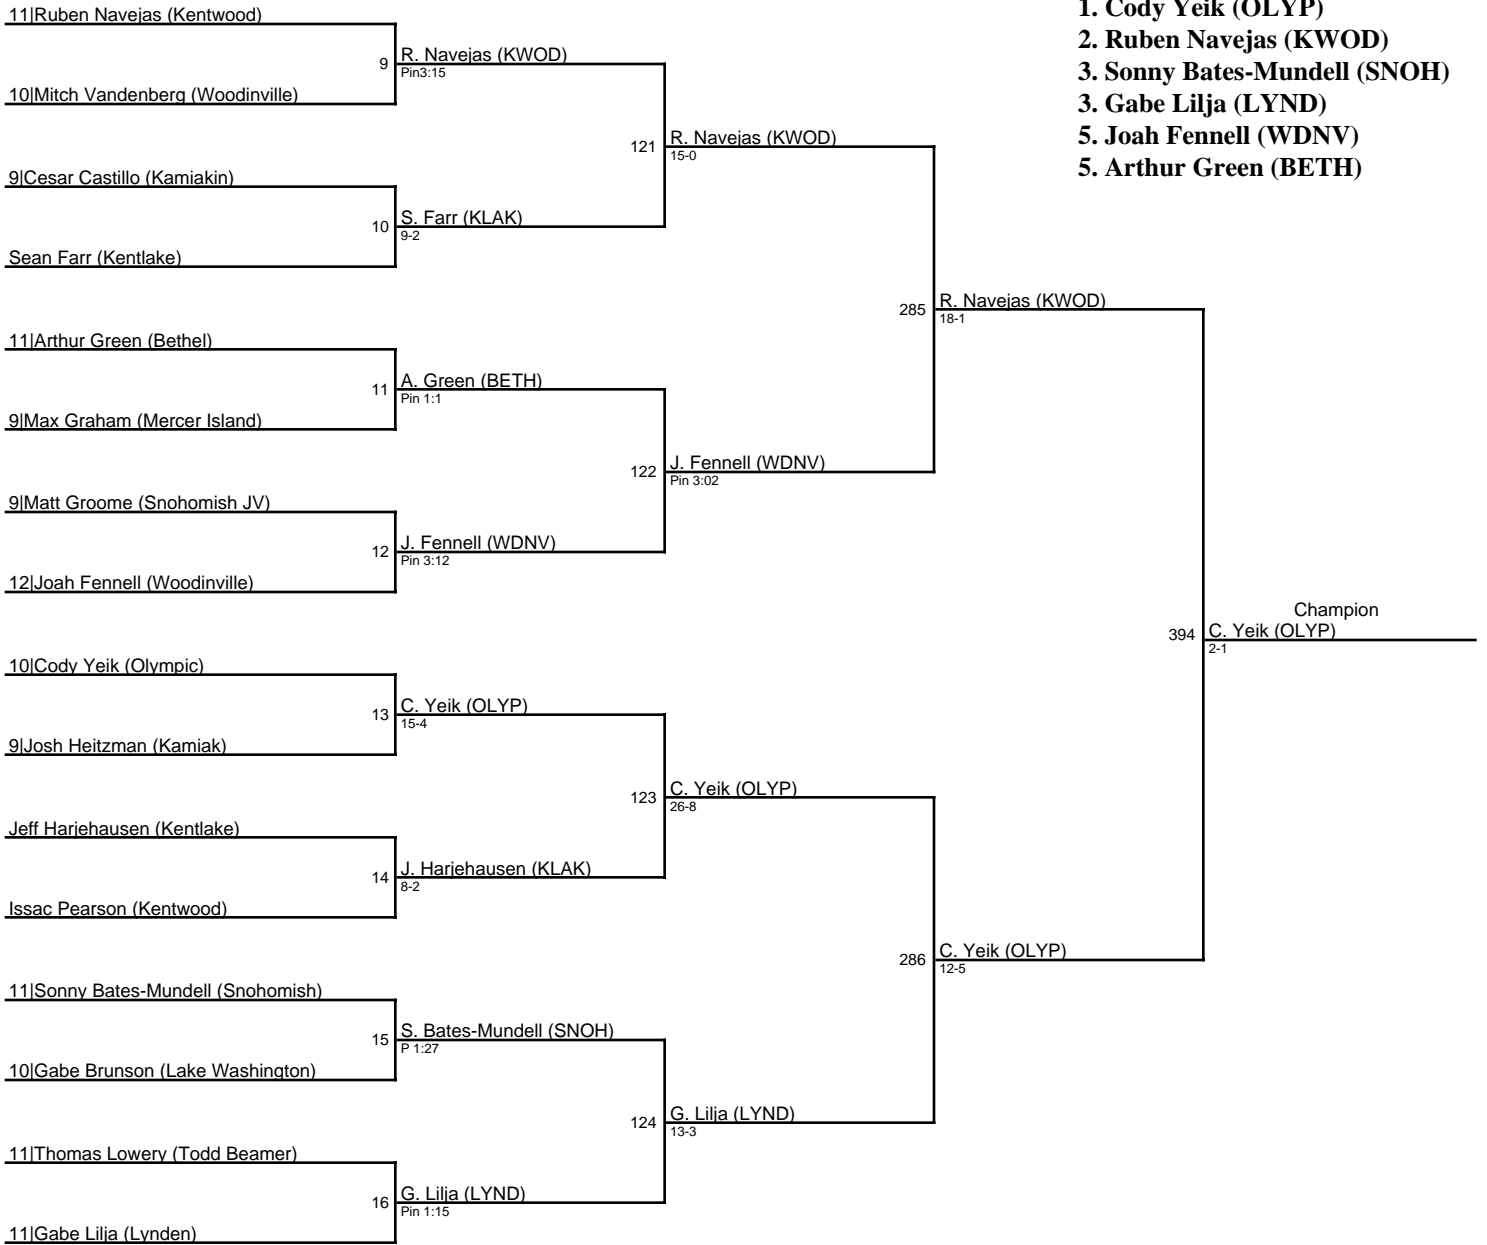 11|Ruben Navejas (Kentwood)
9
R. Navejas (KWOD)
Pin3:15
10|Mitch Vandenberg (Woodinville)
121
R. Navejas (KWOD)
15-0
9|Cesar Castillo (Kamiakin)
10
S. Farr (KLAK)
9-2
Sean Farr (Kentlake)
285
R. Navejas (KWOD)
18-1
11|Arthur Green (Bethel)
11
A. Green (BETH)
Pin 1:1
9|Max Graham (Mercer Island)
122
J. Fennell (WDNV)
Pin 3:02
9|Matt Groome (Snohomish JV)
12
J. Fennell (WDNV)
Pin 3:12
12|Joah Fennell (Woodinville)
Champion
394
C. Yeik (OLYP)
2-1
10|Cody Yeik (Olympic)
13
C. Yeik (OLYP)
15-4
9|Josh Heitzman (Kamiak)
123
C. Yeik (OLYP)
26-8
Jeff Harjehausen (Kentlake)
14
J. Harjehausen (KLAK)
8-2
Issac Pearson (Kentwood)
286
C. Yeik (OLYP)
12-5
11|Sonny Bates-Mundell (Snohomish)
15
S. Bates-Mundell (SNOH)
P 1:27
10|Gabe Brunson (Lake Washington)
124
G. Lilja (LYND)
13-3
11|Thomas Lowery (Todd Beamer)
16
G. Lilja (LYND)
Pin 1:15
11|Gabe Lilja (Lynden)
1. Cody Yeik (OLYP)
2. Ruben Navejas (KWOD)
3. Sonny Bates-Mundell (SNOH)
3. Gabe Lilja (LYND)
5. Joah Fennell (WDNV)
5. Arthur Green (BETH)